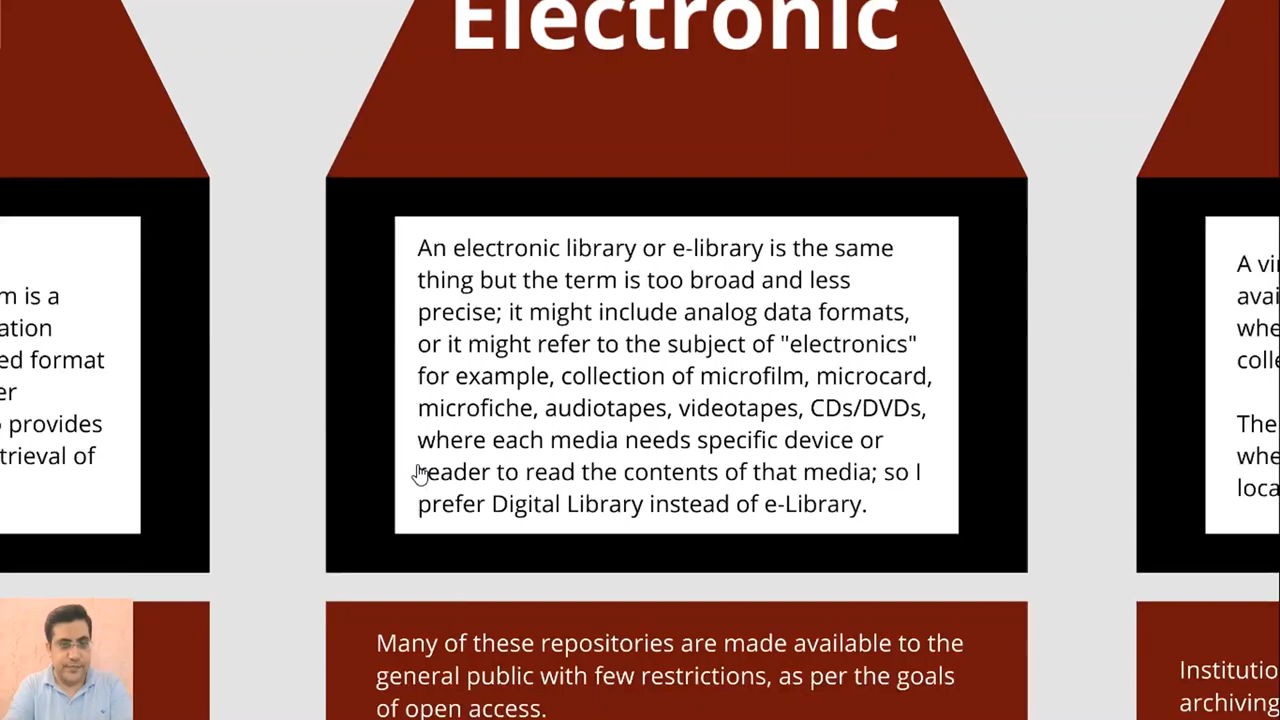 Electronic
An electronic library or e-library is the same
thing but the term is too broad and less
precise; it might include analog data formats,
or it might refer to the subject of "electronics"
for example, collection of microfilm, microcard,
microfiche, audiotapes, videotapes, CDs/DVDs,
where each media needs specific device or
reader to read the contents of that media; so I
prefer Digital Library instead of e-Library.
Many of these repositories are made available to the
general public with few restrictions, as per the goals
of open access.
m is a
ation
ed format
er
provides
trieval of
A vi
avai
whe
colle
The
whe
loca
Institutio
archiving